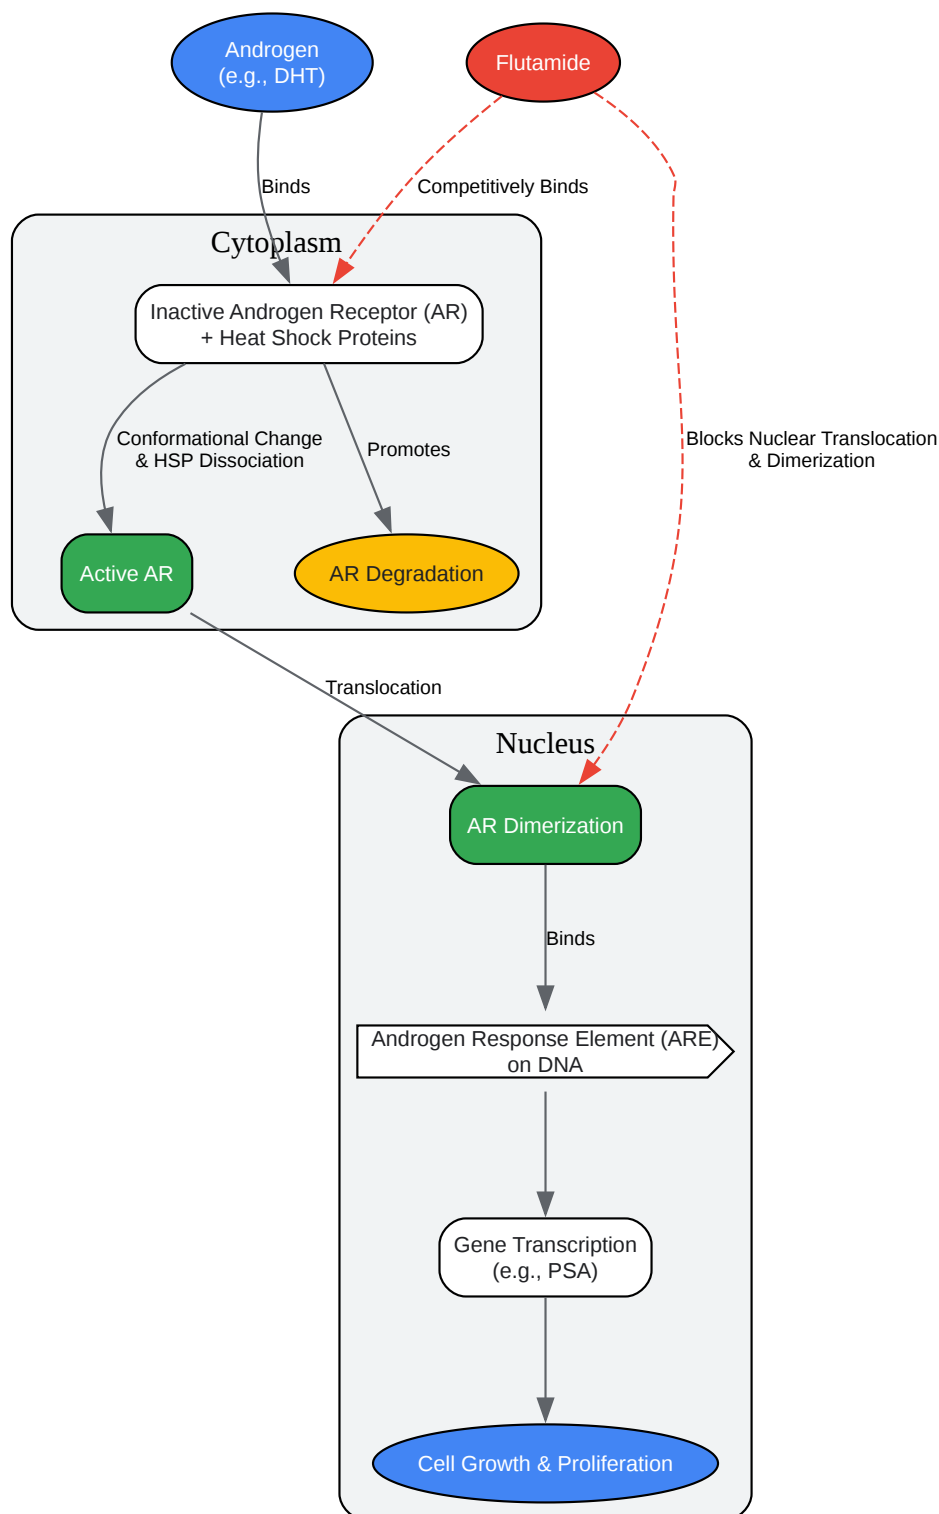 Androgen
(e.g., DHT)
Flutamide
Binds
Competitively Binds
Cytoplasm
Inactive Androgen Receptor (AR)
+ Heat Shock Proteins
Conformational Change
& HSP Dissociation
Promotes
Blocks Nuclear Translocation
& Dimerization
Active AR
AR Degradation
Translocation
Nucleus
AR Dimerization
Binds
Androgen Response Element (ARE)
on DNA
Gene Transcription
(e.g., PSA)
Cell Growth & Proliferation